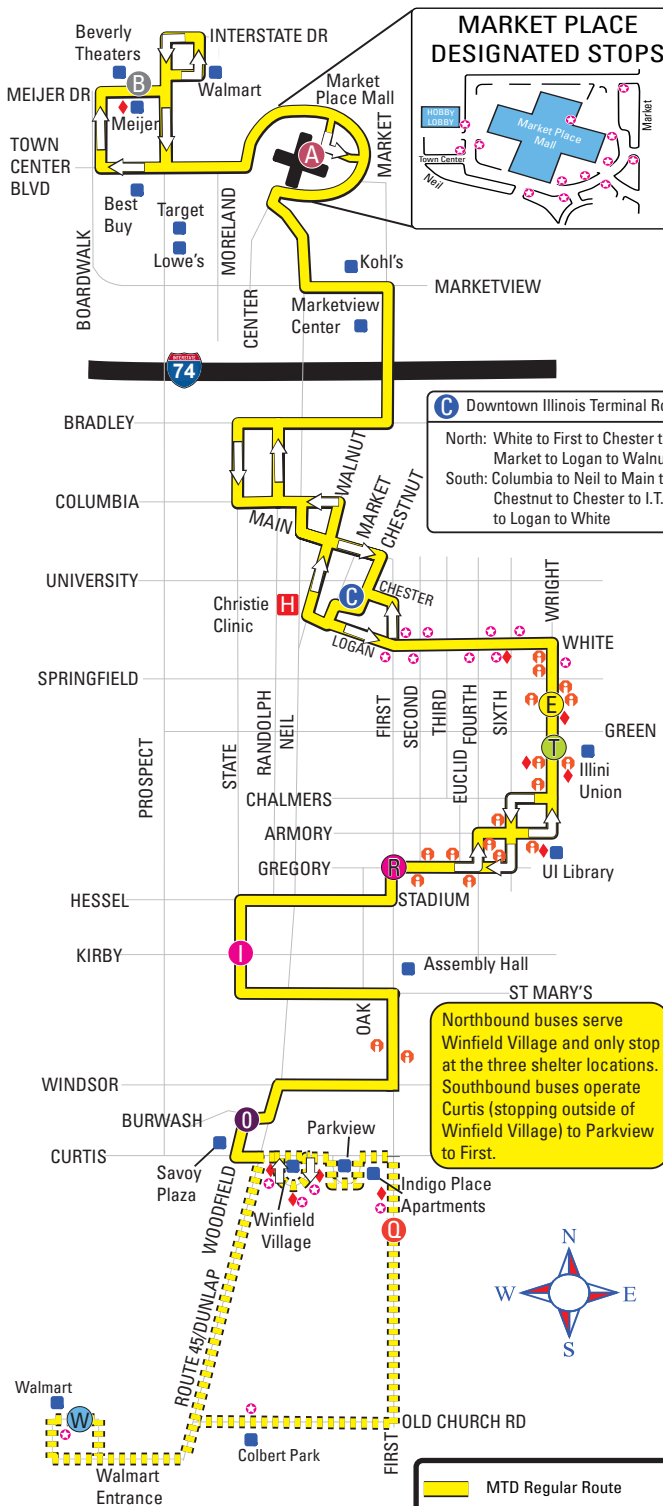 MARKET PLACE
DESIGNATED STOPS
HOBBY
LOBBY
Market Place
Mall
Market
Town Center
Neil
Beverly
Theaters
INTERSTATE DR
B
Walmart
MEIJER DR
Meijer
Market
Place Mall
MARKET
A
TOWN
CENTER
BLVD
Best
Buy
Target
Lowe's
MORELAND
BOARDWALK
CENTER
Kohl's
MARKETVIEW
Marketview
Center
INTERSTATE
74
C Downtown Illinois Terminal Ro
North: White to First to Chester t
Market to Logan to Walnu
South: Columbia to Neil to Main t
Chestnut to Chester to I.T.
to Logan to White
BRADLEY
COLUMBIA
MAIN
WALNUT
MARKET
CHESTNUT
UNIVERSITY
CHESTER
C
Christie
Clinic
H
LOGAN
WRIGHT
WHITE
SPRINGFIELD
PROSPECT
STATE
RANDOLPH
NEIL
FIRST
SECOND
THIRD
EUCLID
FOURTH
SIXTH
E
GREEN
T
Illini
Union
CHALMERS
ARMORY
GREGORY
R
UI Library
STADIUM
HESSEL
KIRBY
I
Assembly Hall
ST MARY'S
OAK
Northbound buses serve
Winfield Village and only stop
at the three shelter locations.
Southbound buses operate
Curtis (stopping outside of
Winfield Village) to Parkview
to First.
WINDSOR
BURWASH
O
Parkview
CURTIS
Savoy
Plaza
WOODFIELD
Winfield
Village
Indigo Place
Apartments
Q
N
W
E
S
ROUTE 45/DUNLAP
Walmart
W
OLD CHURCH RD
Colbert Park
FIRST
Walmart
Entrance
MTD Regular Route